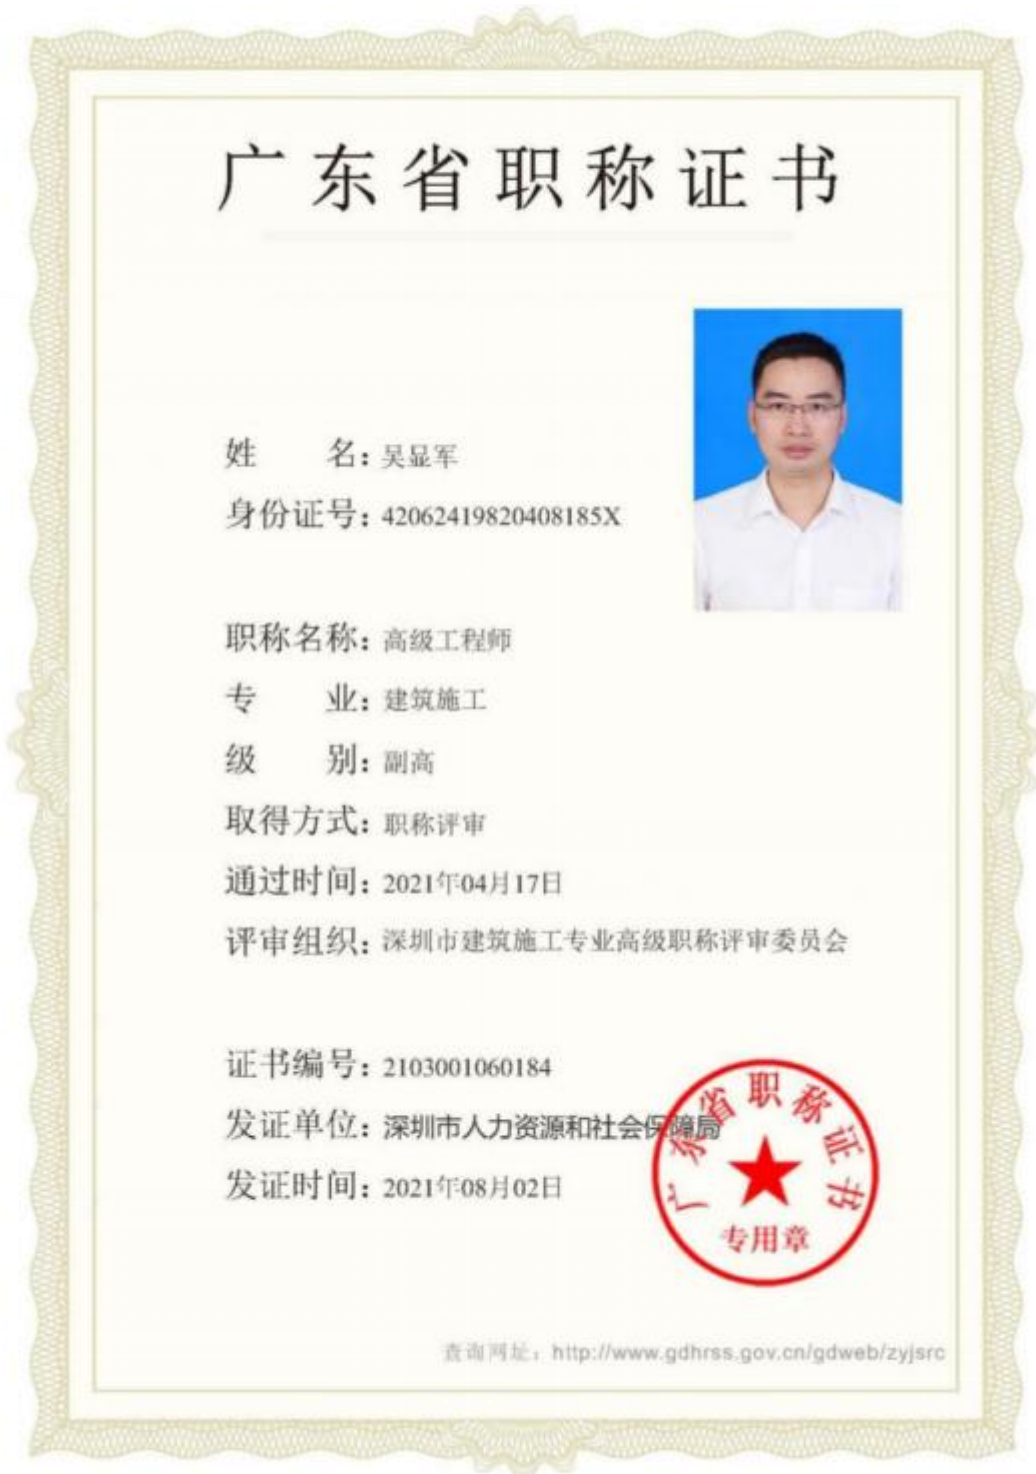 广东省职称证书
姓 名：吴显军
身份证号：42062419820408185X
职称名称：高级工程师
专 业：建筑施工
级 别：副高
取得方式：职称评审
通过时间：2021年04月17日
评审组织：深圳市建筑施工专业高级职称评审委员会
证书编号：2103001060184
发证单位：深圳市人力资源和社会保障局
发证时间：2021年08月02日
广东省职称证书
专用章
查询网址：http://www.gdhrss.gov.cn/gdweb/zyjsrc